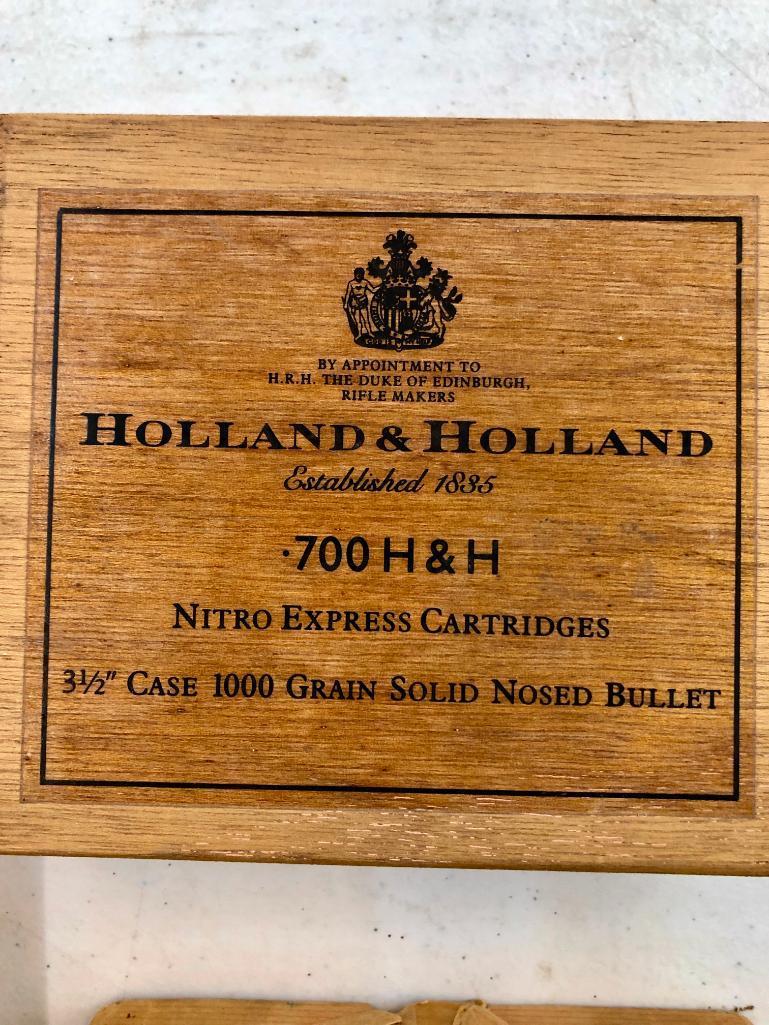 BY APPOINTMENT TO
H.R.H. THE DUKE OF EDINBURGH,
RIFLE MAKERS
HOLLAND & HOLLAND
Established 1835
·700 H & H
NITRO EXPRESS CARTRIDGES
3½" CASE 1000 GRAIN SOLID NOSED BULLET